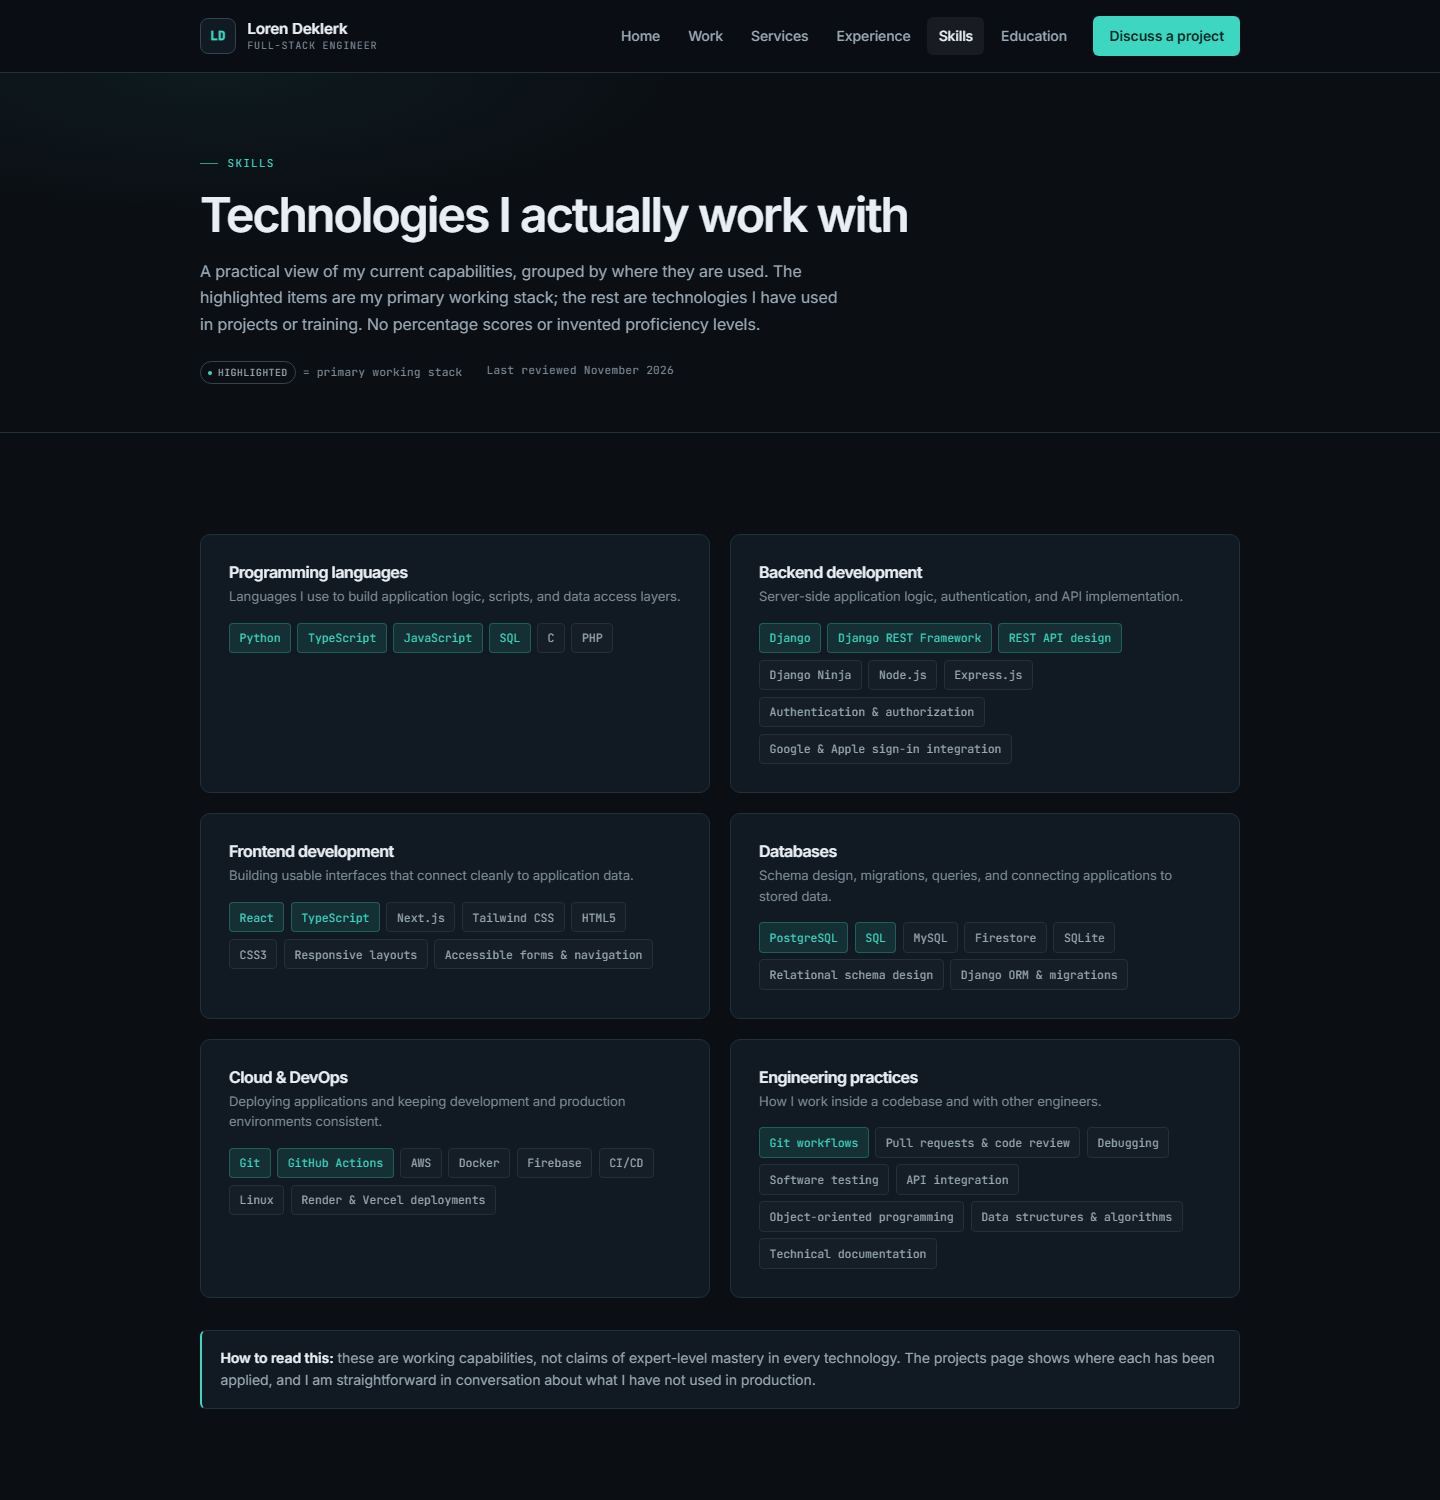 LD
Loren Deklerk
FULL-STACK ENGINEER
Home Work Services Experience Skills Education Discuss a project
SKILLS
Technologies I actually work with
A practical view of my current capabilities, grouped by where they are used. The
highlighted items are my primary working stack; the rest are technologies I have used
in projects or training. No percentage scores or invented proficiency levels.
HIGHLIGHTED = primary working stack Last reviewed November 2026
Programming languages
Languages I use to build application logic, scripts, and data access layers.
Python TypeScript JavaScript SQL C PHP
Backend development
Server-side application logic, authentication, and API implementation.
Django Django REST Framework REST API design
Django Ninja Node.js Express.js
Authentication & authorization
Google & Apple sign-in integration
Frontend development
Building usable interfaces that connect cleanly to application data.
React TypeScript Next.js Tailwind CSS HTML5
CSS3 Responsive layouts Accessible forms & navigation
Databases
Schema design, migrations, queries, and connecting applications to
stored data.
PostgreSQL SQL MySQL Firestore SQLite
Relational schema design Django ORM & migrations
Cloud & DevOps
Deploying applications and keeping development and production
environments consistent.
Git GitHub Actions AWS Docker Firebase CI/CD
Linux Render & Vercel deployments
Engineering practices
How I work inside a codebase and with other engineers.
Git workflows Pull requests & code review Debugging
Software testing API integration
Object-oriented programming Data structures & algorithms
Technical documentation
How to read this: these are working capabilities, not claims of expert-level mastery in every technology. The projects page shows where each has been
applied, and I am straightforward in conversation about what I have not used in production.